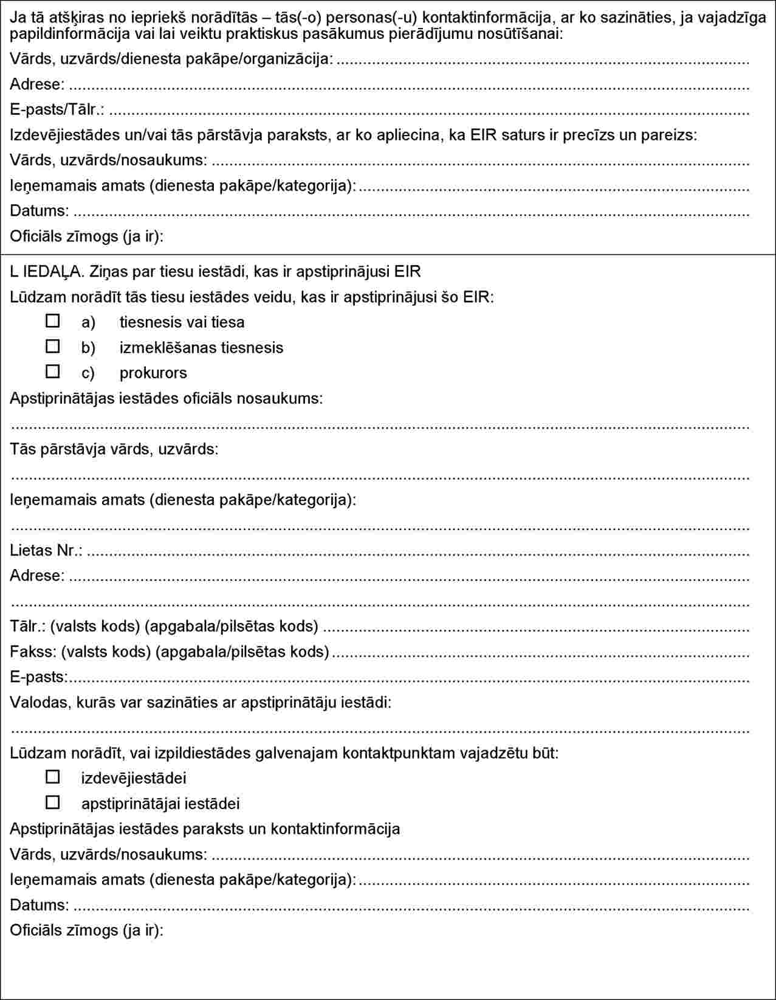 Ja tā atšķiras no iepriekš norādītās – tās(-o) personas(-u) kontaktinformācija, ar ko sazināties, ja vajadzīga
papildinformācija vai lai veiktu praktiskus pasākumus pierādījumu nosūtīšanai:
Vārds, uzvārds/dienesta pakāpe/organizācija: ........................................................................
Adrese: ........................................................................
E-pasts/Tālr.: ........................................................................
Izdevējiestādes un/vai tās pārstāvja paraksts, ar ko apliecina, ka EIR saturs ir precīzs un pareizs:
Vārds, uzvārds/nosaukums: ........................................................................
Ieņemamais amats (dienesta pakāpe/kategorija): ........................................................................
Datums: ........................................................................
Oficiāls zīmogs (ja ir):
L IEDAĻA. Ziņas par tiesu iestādi, kas ir apstiprinājusi EIR
Lūdzam norādīt tās tiesu iestādes veidu, kas ir apstiprinājusi šo EIR:
☐ a) tiesnesis vai tiesa
☐ b) izmeklēšanas tiesnesis
☐ c) prokurors
Apstiprinātājas iestādes oficiāls nosaukums:
........................................................................
Tās pārstāvja vārds, uzvārds:
........................................................................
Ieņemamais amats (dienesta pakāpe/kategorija):
........................................................................
Lietas Nr.: ........................................................................
Adrese: ........................................................................
........................................................................
Tālr.: (valsts kods) (apgabala/pilsētas kods) ........................................................................
Fakss: (valsts kods) (apgabala/pilsētas kods) ........................................................................
E-pasts: ........................................................................
Valodas, kurās var sazināties ar apstiprinātāju iestādi:
........................................................................
Lūdzam norādīt, vai izpildiestādes galvenajam kontaktpunktam vajadzētu būt:
☐ izdevējiestādei
☐ apstiprinātājai iestādei
Apstiprinātājas iestādes paraksts un kontaktinformācija
Vārds, uzvārds/nosaukums: ........................................................................
Ieņemamais amats (dienesta pakāpe/kategorija): ........................................................................
Datums: ........................................................................
Oficiāls zīmogs (ja ir):